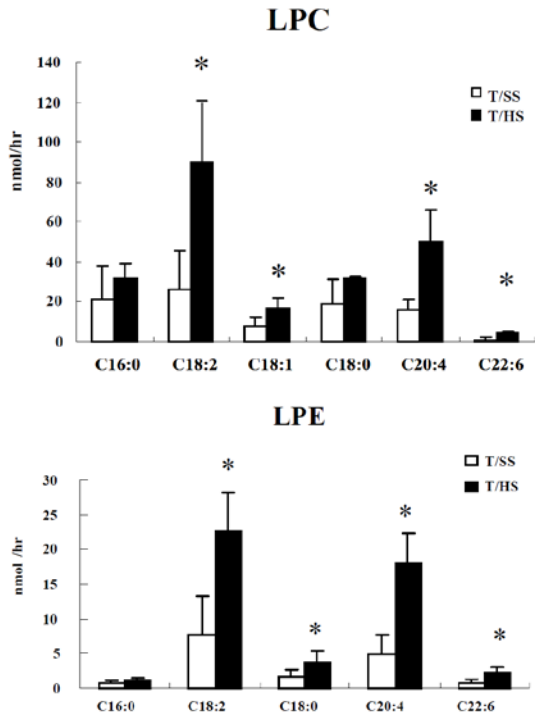 LPC
140
120
100
80
60
40
20
0
nmol/hr
T/SS
T/HS
*
*
*
*
C16:0 C18:2 C18:1 C18:0 C20:4 C22:6
LPE
30
25
20
15
10
5
0
nmol /hr
T/SS
T/HS
*
*
*
*
C16:0 C18:2 C18:0 C20:4 C22:6